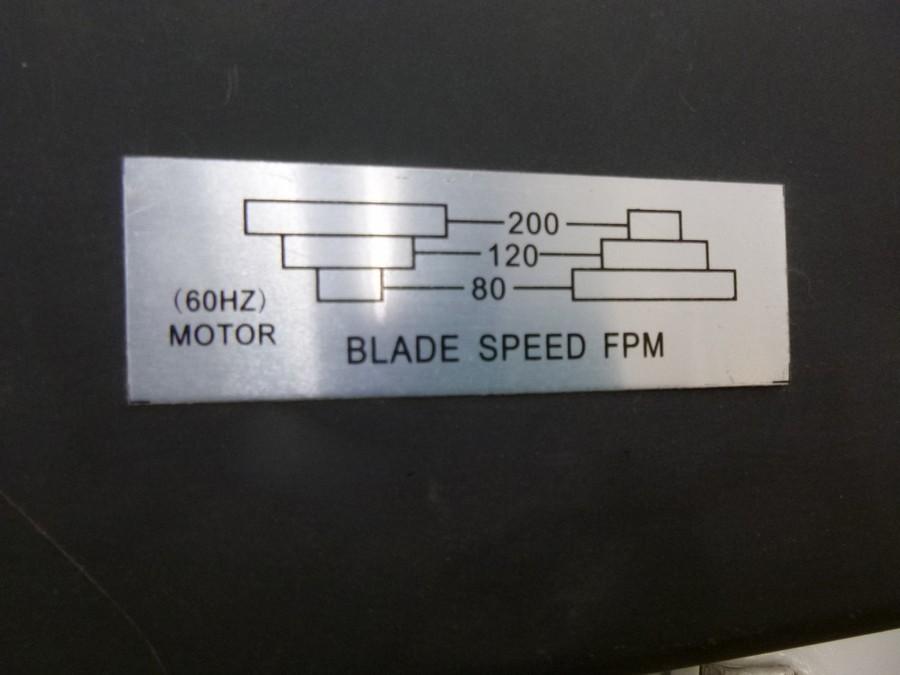 200
120
80
(60HZ)
MOTOR
BLADE SPEED FPM